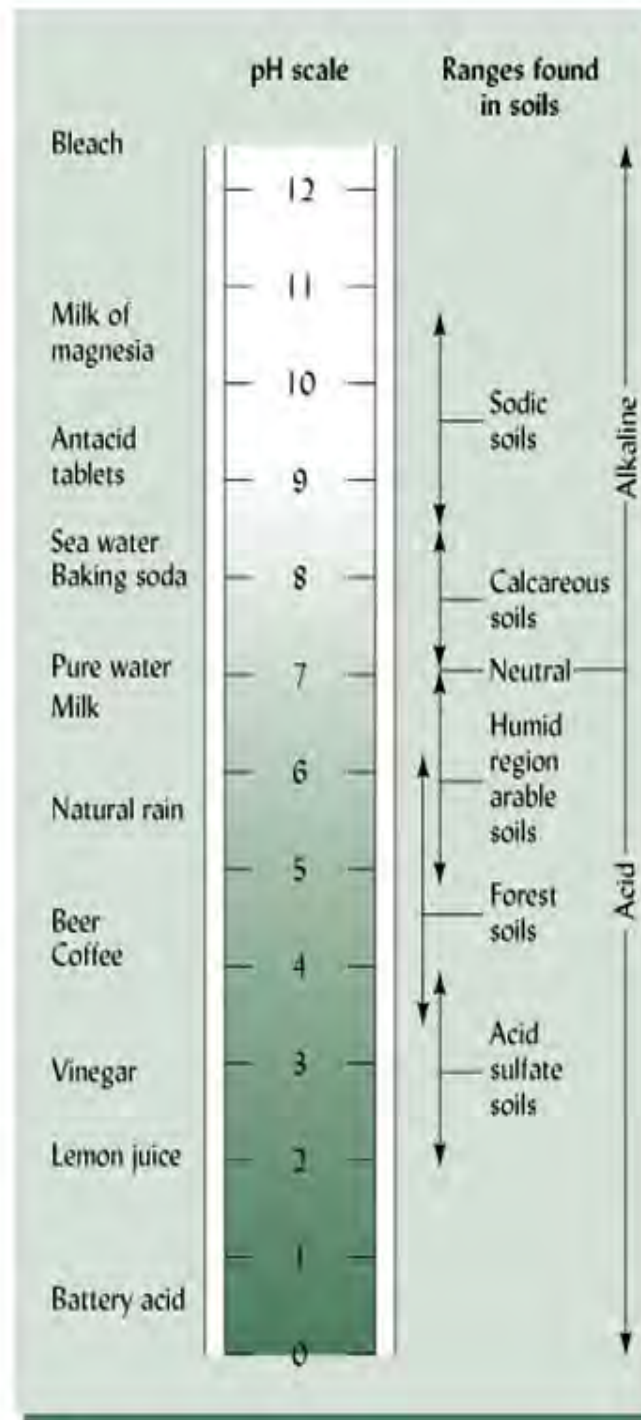 pH scale
Ranges found
in soils
Bleach
Milk of
magnesia
Antacid
tablets
Sea water
Baking soda
Pure water
Milk
Natural rain
Beer
Coffee
Vinegar
Lemon juice
Battery acid
12
11
10
9
8
7
6
5
4
3
2
1
0
Sodic
soils
Calcareous
soils
Neutral
Humid
region
arable
soils
Forest
soils
Acid
sulfate
soils
Alkaline
Acid